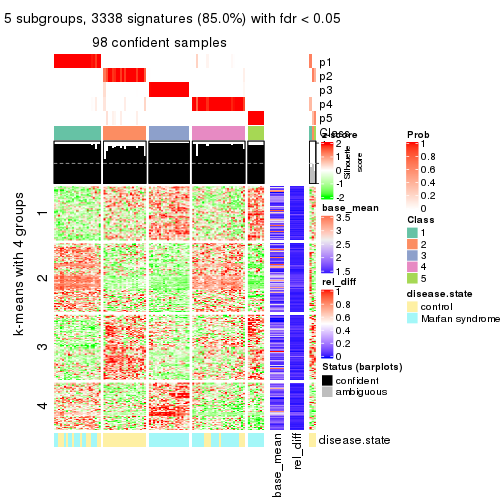 5 subgroups, 3338 signatures (85.0%) with fdr < 0.05
98 confident samples
p1
p2
p3
p4
p5
Class
k-means with 4 groups
1
2
3
4
z-score
2
1
0
-1
-2
Silhouette
score
base_mean
3.5
3
2.5
2
1.5
rel_diff
1
0.8
0.6
0.4
0.2
0
Status (barplots)
confident
ambiguous
Prob
1
0.8
0.6
0.4
0.2
0
Class
1
2
3
4
5
disease.state
control
Marfan syndrome
disease.state
base_mean
rel_diff